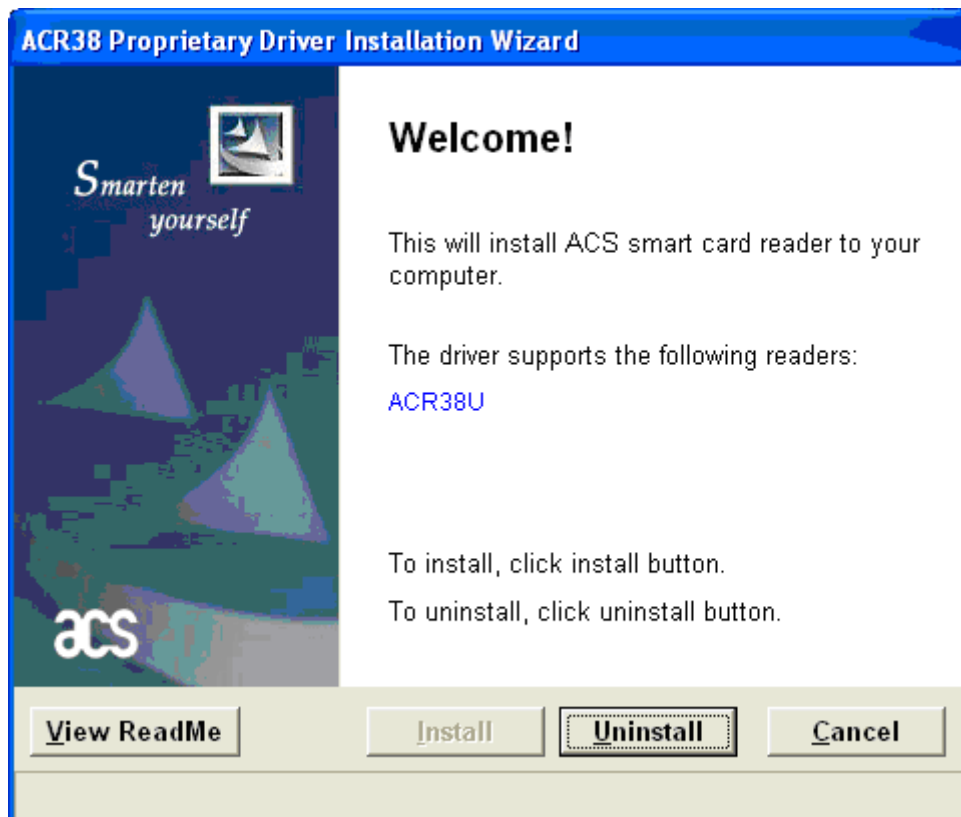 ACR38 Proprietary Driver Installation Wizard
Smarten
yourself
acs
Welcome!
This will install ACS smart card reader to your
computer.
The driver supports the following readers:
ACR38U
To install, click install button.
To uninstall, click uninstall button.
View ReadMe
Install
Uninstall
Cancel